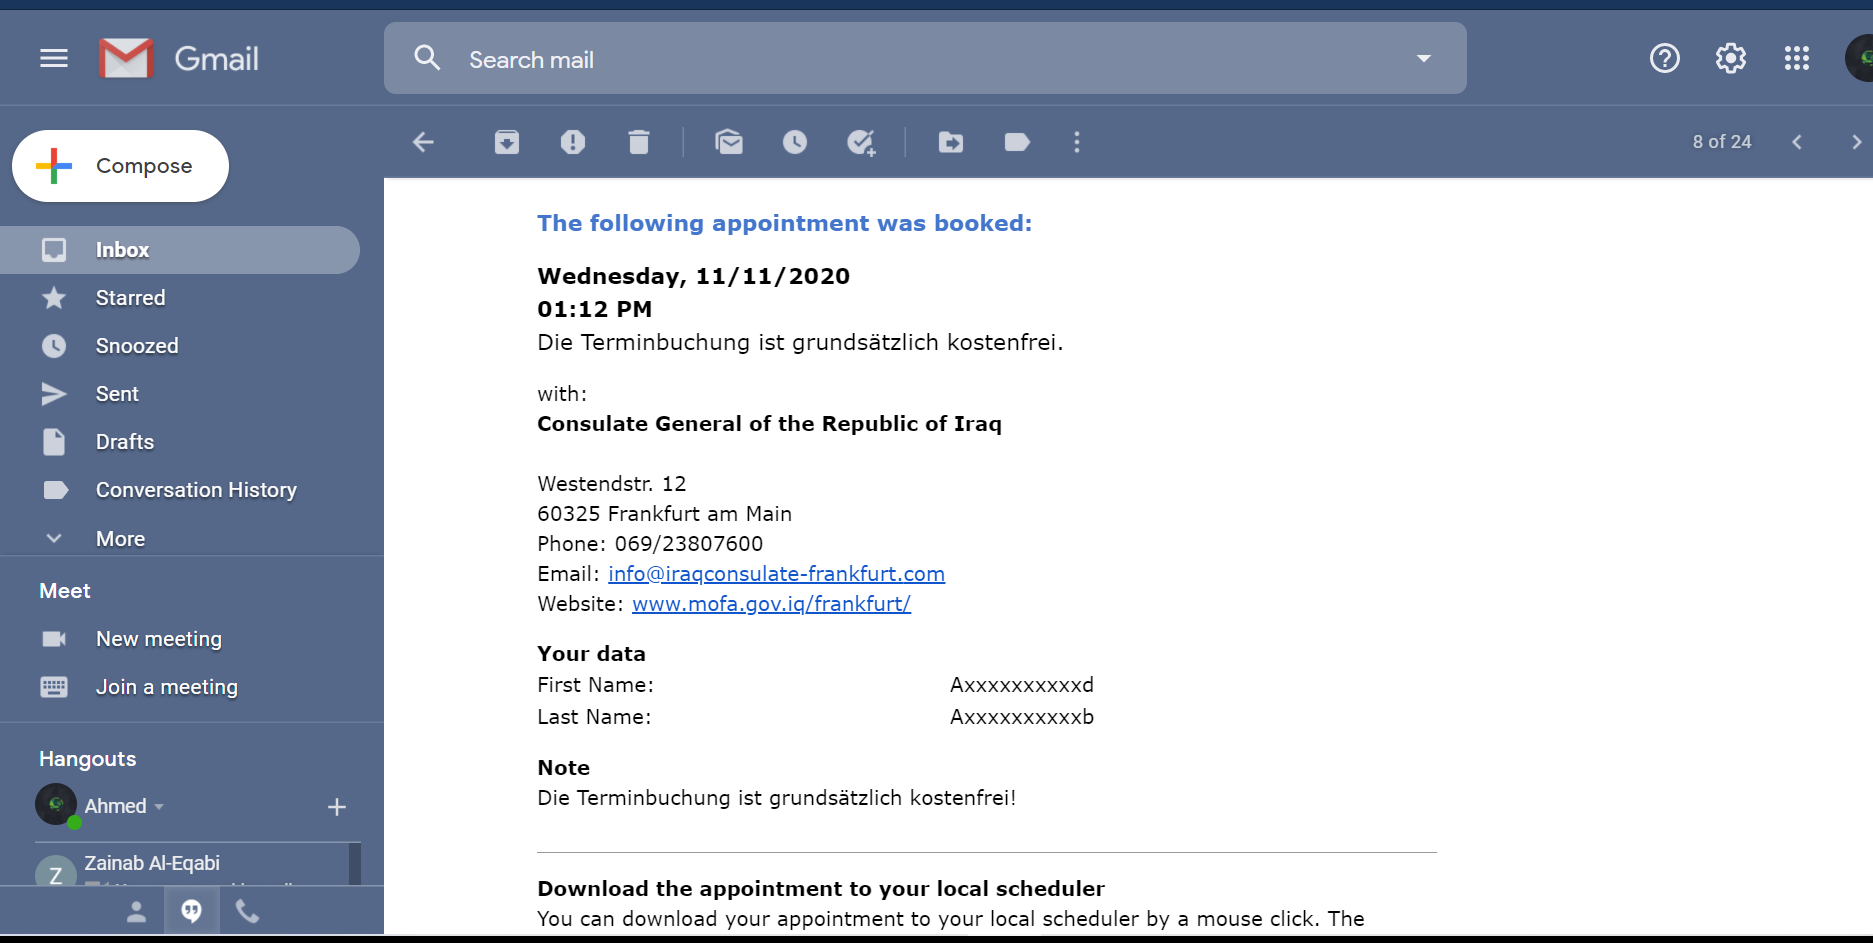 Gmail
Search mail
Compose
8 of 24
Inbox
Starred
Snoozed
Sent
Drafts
Conversation History
More
Meet
New meeting
Join a meeting
Hangouts
Ahmed
Z
Zainab Al-Eqabi
The following appointment was booked:
Wednesday, 11/11/2020
01:12 PM
Die Terminbuchung ist grundsätzlich kostenfrei.
with:
Consulate General of the Republic of Iraq
Westendstr. 12
60325 Frankfurt am Main
Phone: 069/23807600
Email: info@iraqconsulate-frankfurt.com
Website: www.mofa.gov.iq/frankfurt/
Your data
First Name: Axxxxxxxxxxd
Last Name: Axxxxxxxxxxb
Note
Die Terminbuchung ist grundsätzlich kostenfrei!
Download the appointment to your local scheduler
You can download your appointment to your local scheduler by a mouse click. The